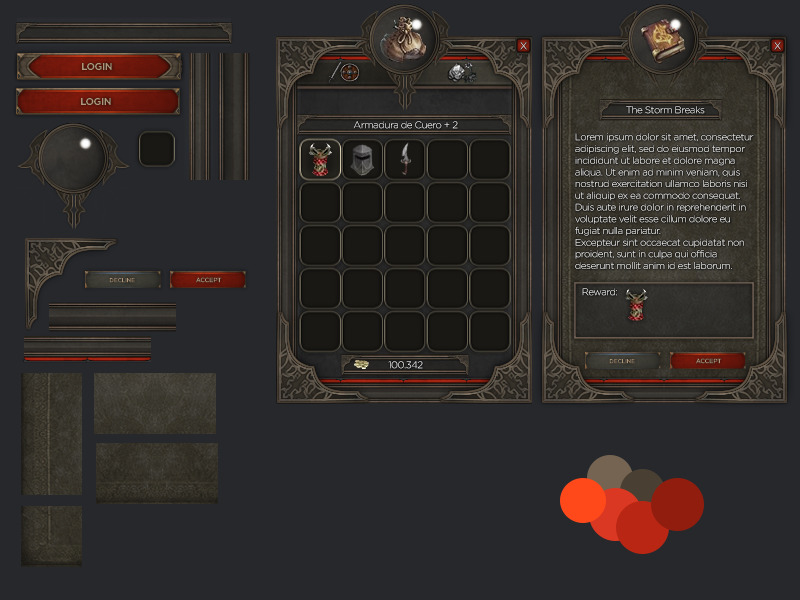 LOGIN
LOGIN
DECLINE
ACCEPT
X
Armadura de Cuero + 2
100.342
X
The Storm Breaks
Lorem ipsum dolor sit amet, consectetur
adipiscing elit, sed do eiusmod tempor
incididunt ut labore et dolore magna
aliqua. Ut enim ad minim veniam, quis
nostrud exercitation ullamco laboris nisi
ut aliquip ex ea commodo consequat.
Duis aute irure dolor in reprehenderit in
voluptate velit esse cillum dolore eu
fugiat nulla pariatur.
Excepteur sint occaecat cupidatat non
proident, sunt in culpa qui officia
deserunt mollit anim id est laborum.
Reward:
DECLINE
ACCEPT